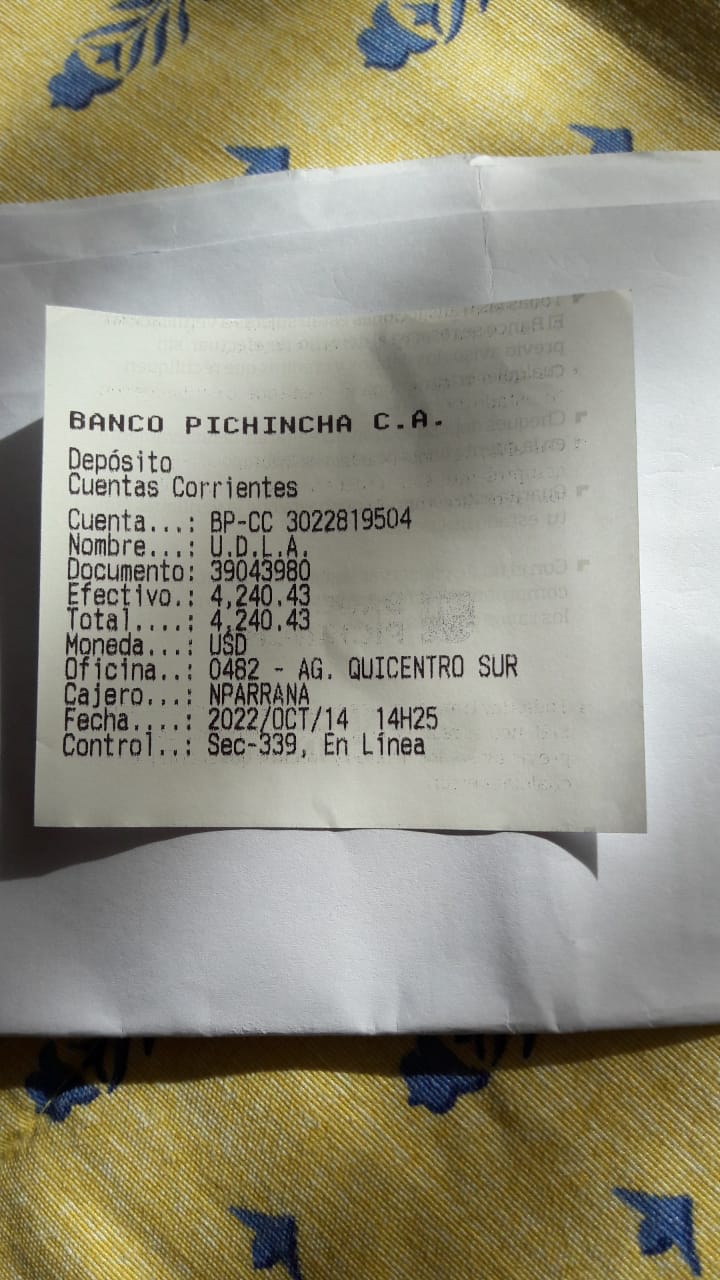 BANCO PICHINCHA C.A.
Depósito
Cuentas Corrientes
Cuenta...: BP-CC 3022819504
Nombre...: U.D.L.A.
Documento: 39043980
Efectivo.: 4,240.43
Total....: 4,240.43
Moneda...: USD
Oficina..: 0482 - AG. QUICENTRO SUR
Cajero...: NPARRANA
Fecha....: 2022/OCT/14 14H25
Control..: Sec-339, En Línea